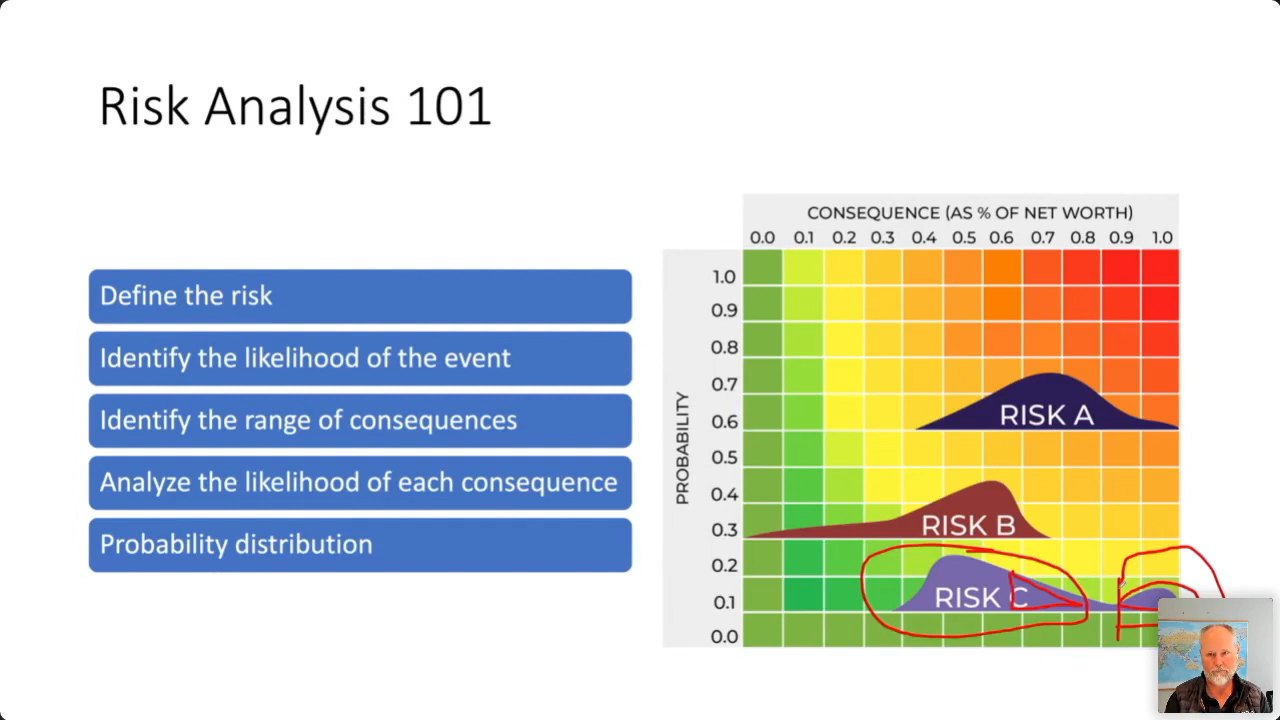 Risk Analysis 101
Define the risk
Identify the likelihood of the event
Identify the range of consequences
Analyze the likelihood of each consequence
Probability distribution
CONSEQUENCE (AS % OF NET WORTH)
0.0 0.1 0.2 0.3 0.4 0.5 0.6 0.7 0.8 0.9 1.0
PROBABILITY
1.0
0.9
0.8
0.7
0.6
RISK A
0.5
0.4
0.3
RISK B
0.2
0.1
RISK C
0.0